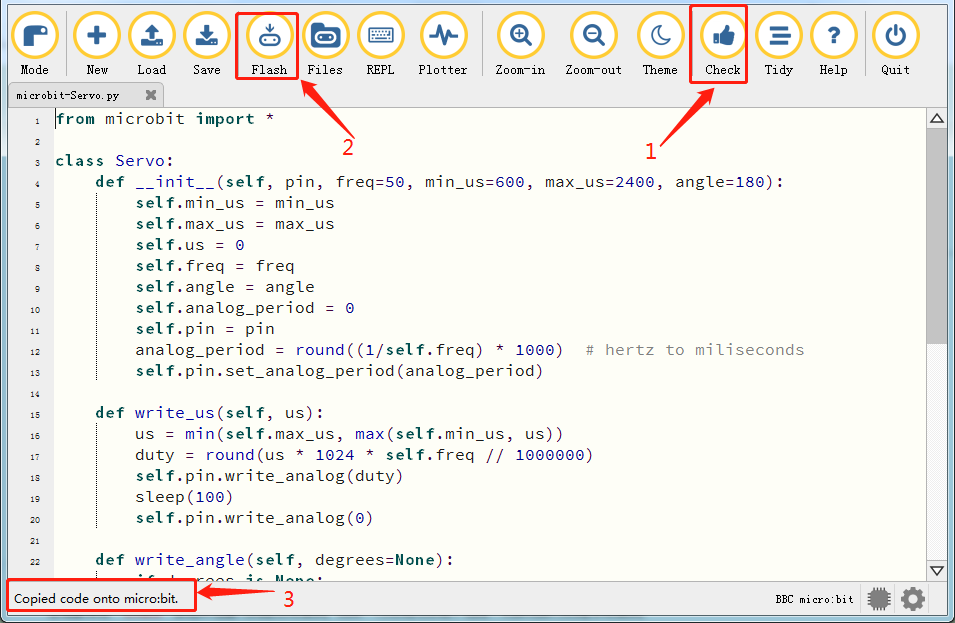 Mode New Load Save Flash Files REPL Plotter Zoom-in Zoom-out Theme Check Tidy Help Quit
microbit-Servo.py
2 1
1 from microbit import *
2
3 class Servo:
4 def __init__(self, pin, freq=50, min_us=600, max_us=2400, angle=180):
5 self.min_us = min_us
6 self.max_us = max_us
7 self.us = 0
8 self.freq = freq
9 self.angle = angle
10 self.analog_period = 0
11 self.pin = pin
12 analog_period = round((1/self.freq) * 1000)  # hertz to miliseconds
13 self.pin.set_analog_period(analog_period)
14
15 def write_us(self, us):
16 us = min(self.max_us, max(self.min_us, us))
17 duty = round(us * 1024 * self.freq // 1000000)
18 self.pin.write_analog(duty)
19 sleep(100)
20 self.pin.write_analog(0)
21
22 def write_angle(self, degrees=None):
if degrees is None:
Copied code onto micro:bit. 3 BBC micro:bit